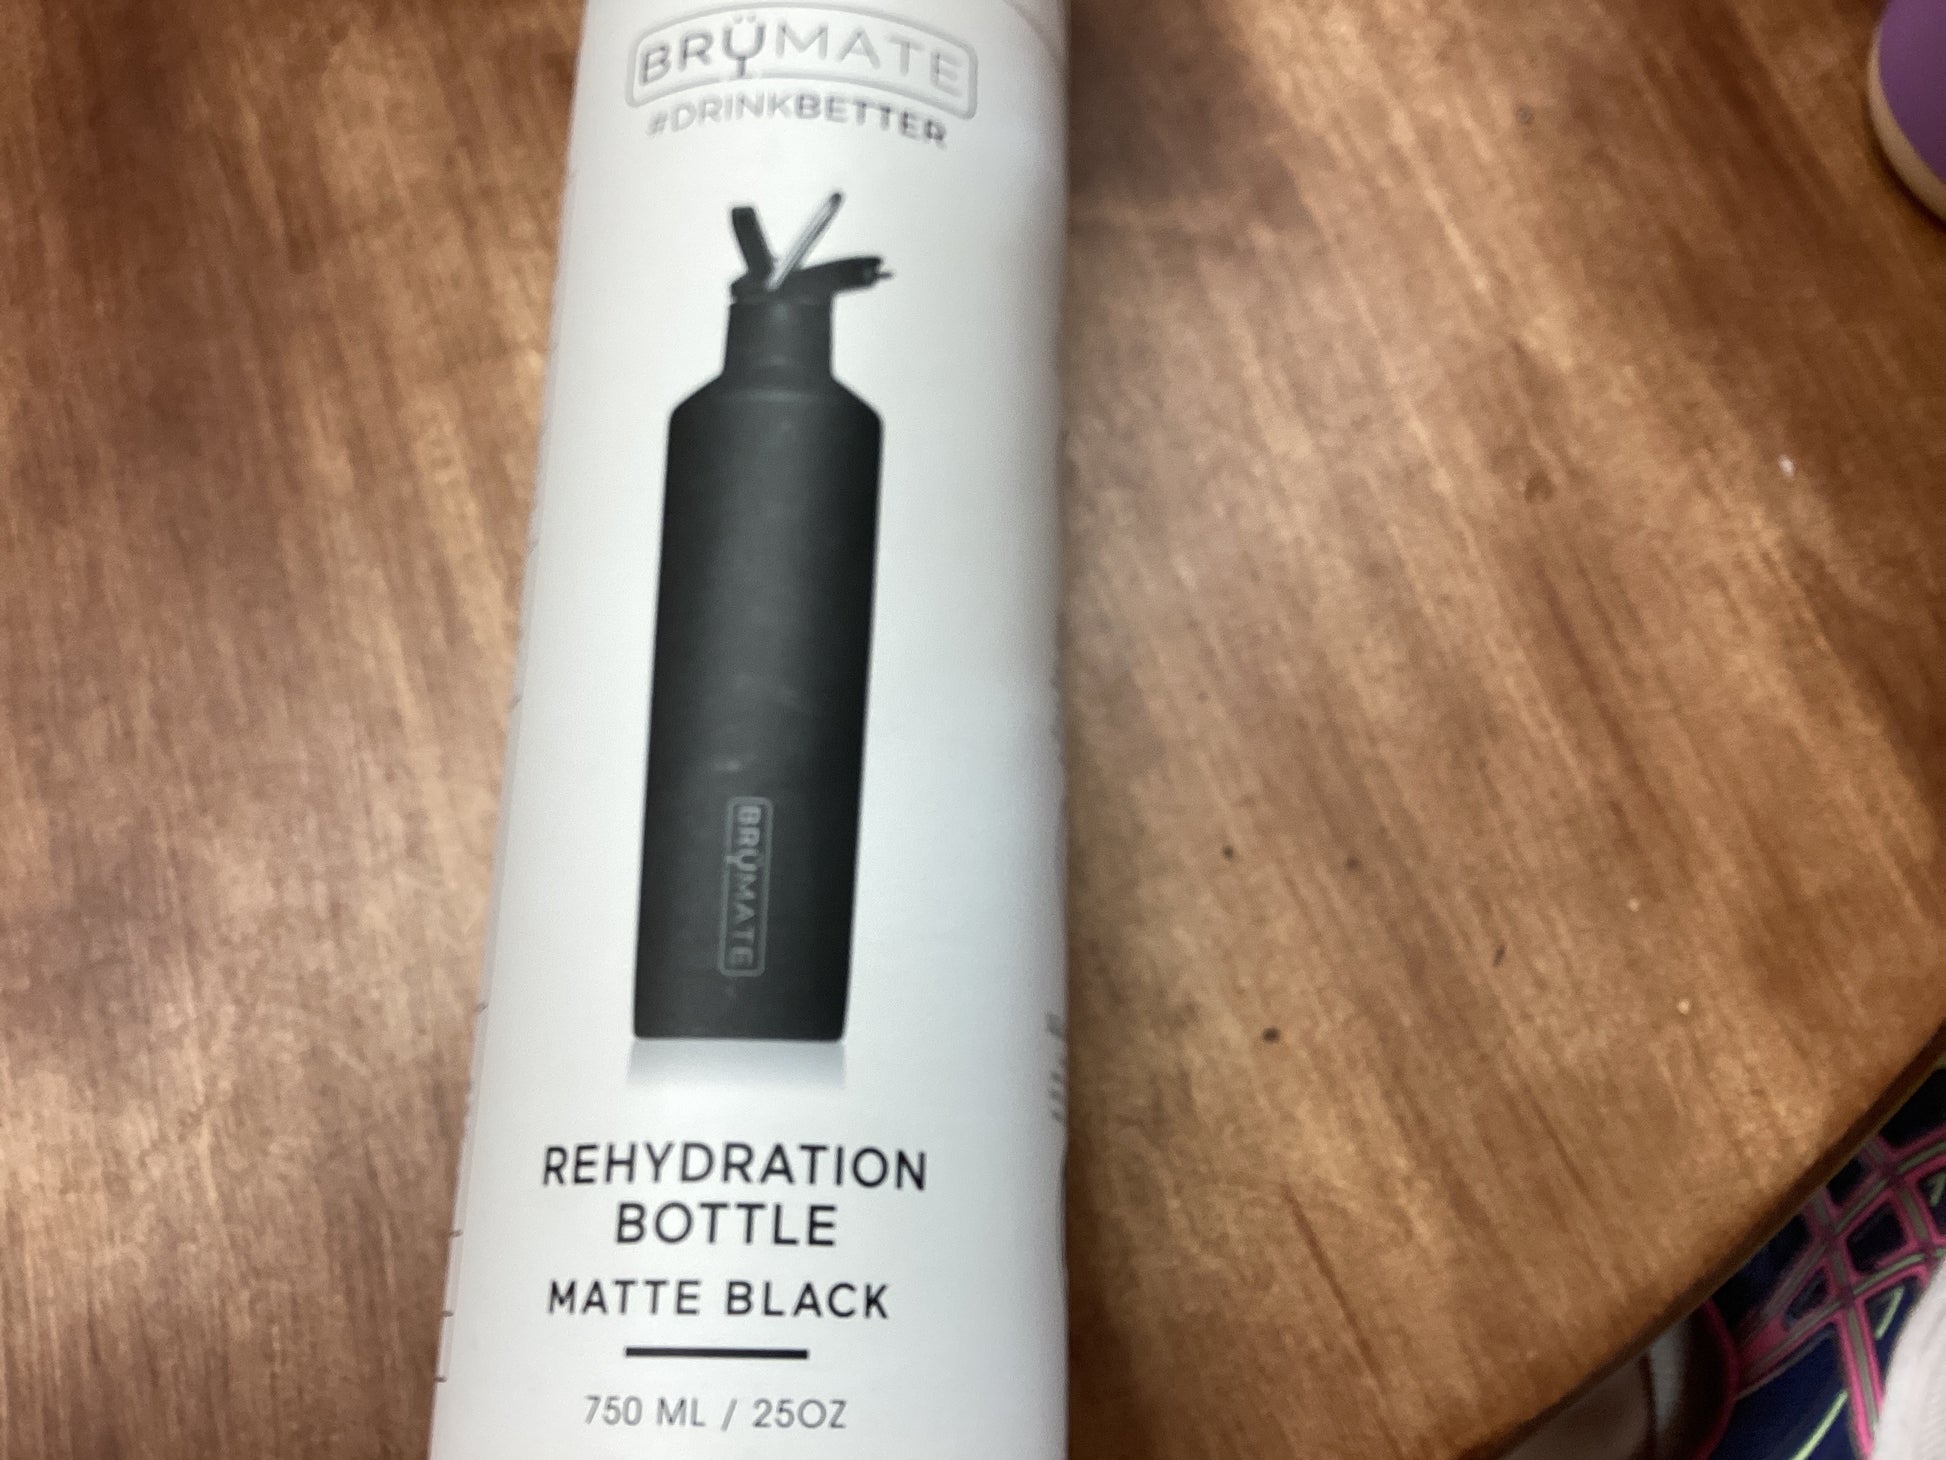 BRÜMATE
#DRINKBETTER
BRÜMATE
REHYDRATION
BOTTLE
MATTE BLACK
750 ML / 25OZ